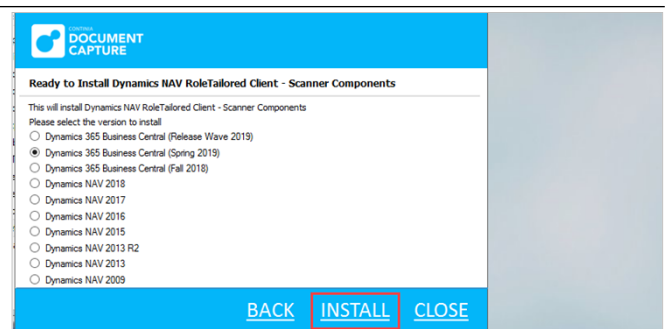 CONTINIA
DOCUMENT
CAPTURE
Ready to Install Dynamics NAV RoleTailored Client - Scanner Components
This will install Dynamics NAV RoleTailored Client - Scanner Components
Please select the version to install
Dynamics 365 Business Central (Release Wave 2019)
Dynamics 365 Business Central (Spring 2019)
Dynamics 365 Business Central (Fall 2018)
Dynamics NAV 2018
Dynamics NAV 2017
Dynamics NAV 2016
Dynamics NAV 2015
Dynamics NAV 2013 R2
Dynamics NAV 2013
Dynamics NAV 2009
BACK INSTALL CLOSE